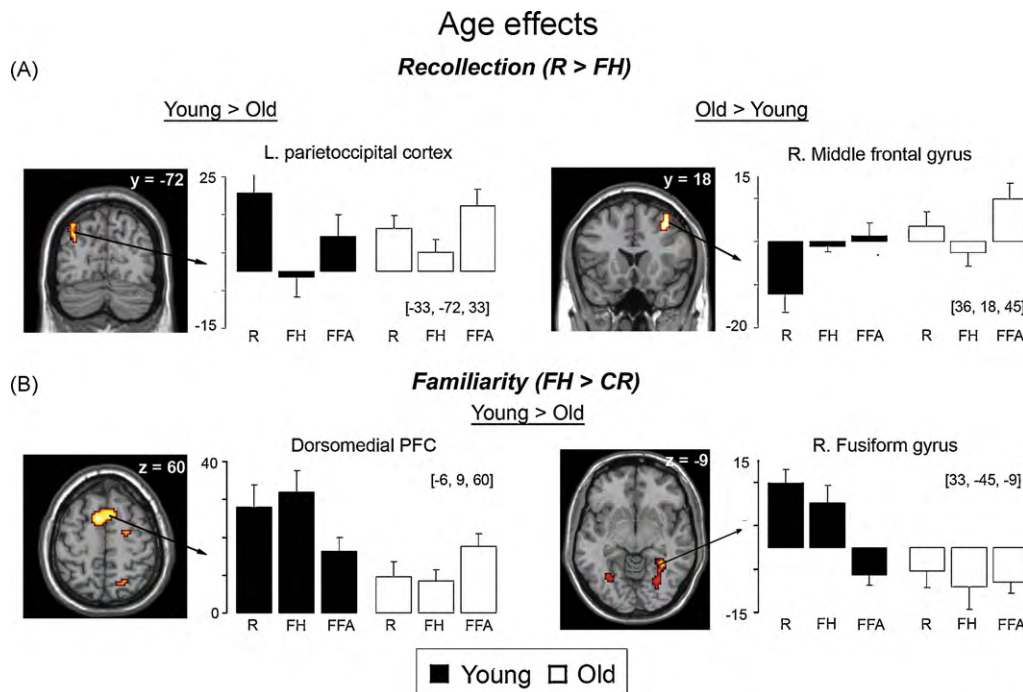 Age effects
(A)
Recollection (R > FH)
Young > Old
Old > Young
L. parietoccipital cortex
y = -72
25
-15
R FH FFA R FH FFA
[-33, -72, 33]
R. Middle frontal gyrus
y = 18
15
-20
R FH FFA R FH FFA
[36, 18, 45]
(B)
Familiarity (FH > CR)
Young > Old
Dorsomedial PFC
z = 60
40
0
[-6, 9, 60]
R FH FFA R FH FFA
R. Fusiform gyrus
z = -9
15
-15
[33, -45, -9]
R FH FFA R FH FFA
Young Old